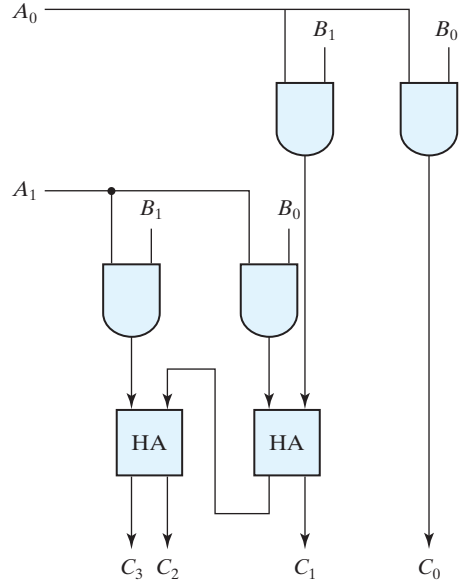 A₀
B₁ B₀
A₁
B₁ B₀
HA HA
C₃ C₂ C₁ C₀